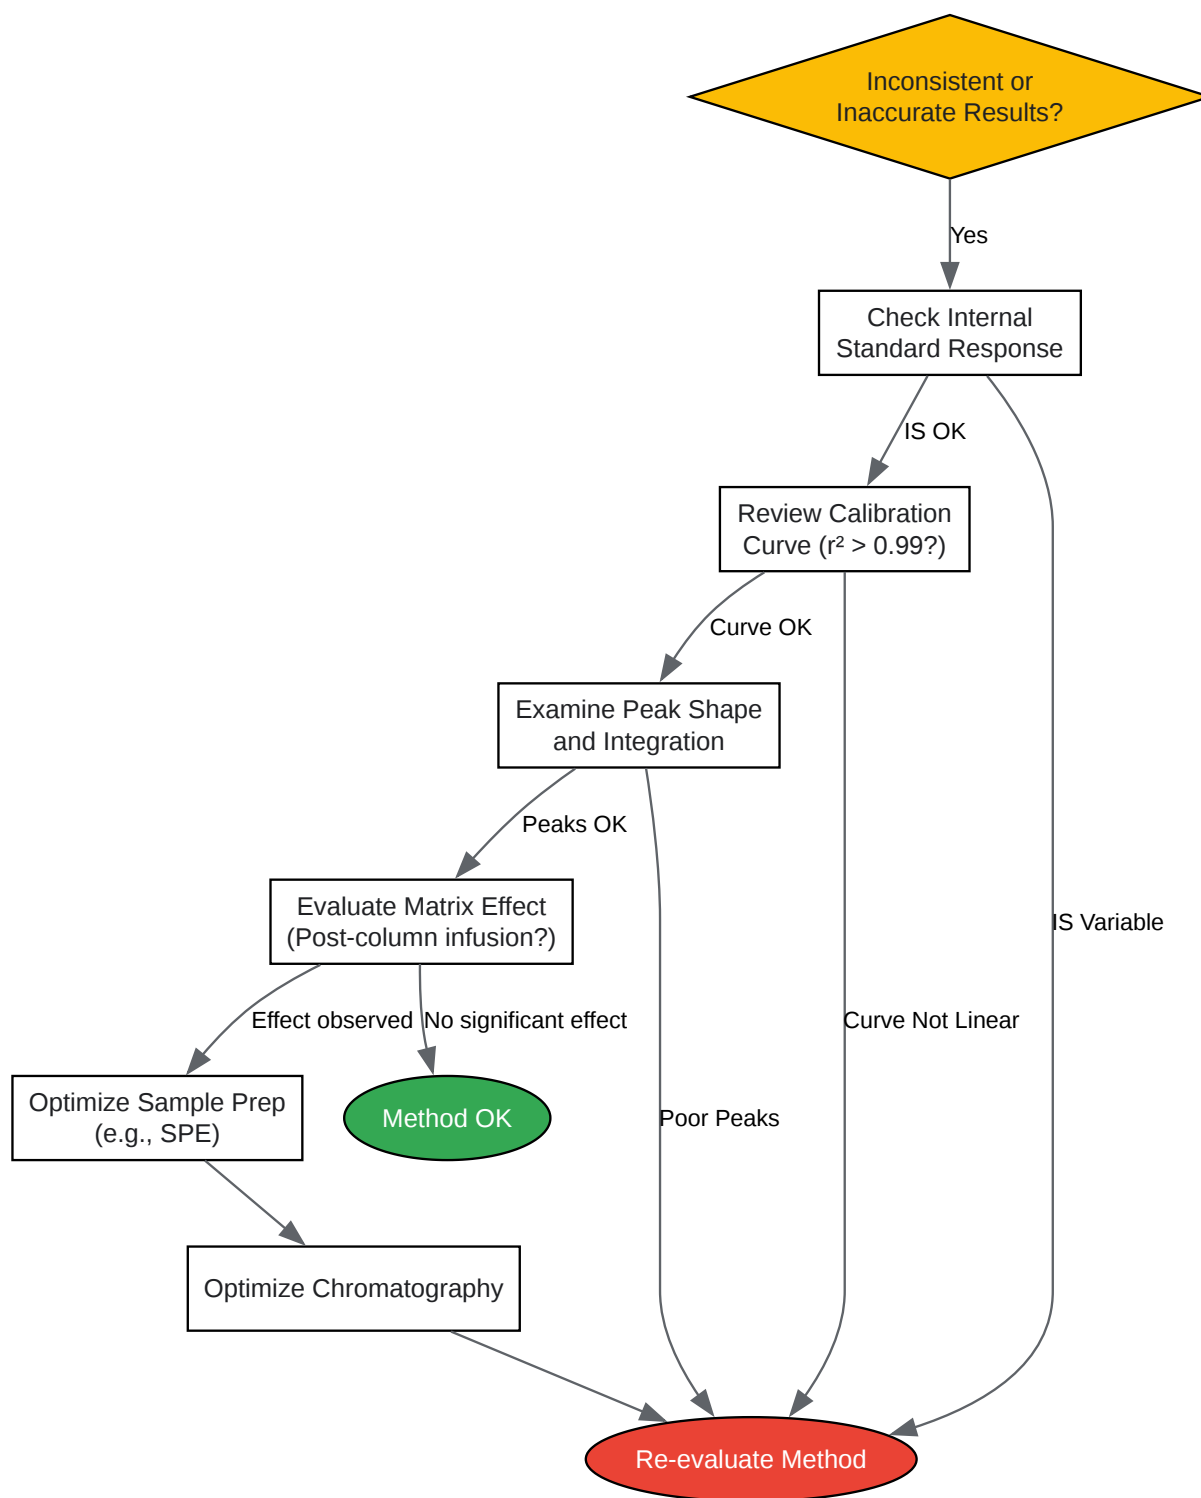 Inconsistent or
Inaccurate Results?
Yes
Check Internal
Standard Response
IS OK
Review Calibration
Curve (r² > 0.99?)
Curve OK
Examine Peak Shape
and Integration
Peaks OK
Evaluate Matrix Effect
(Post-column infusion?)
IS Variable
Effect observed
No significant effect
Curve Not Linear
Optimize Sample Prep
(e.g., SPE)
Method OK
Poor Peaks
Optimize Chromatography
Re-evaluate Method